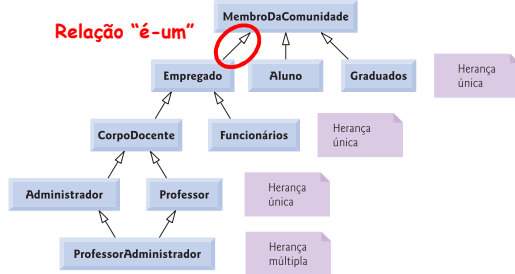 MembroDaComunidade
Relação “é-um”
Empregado
Aluno
Graduados
Herança
única
CorpoDocente
Funcionários
Herança
única
Administrador
Professor
Herança
única
ProfessorAdministrador
Herança
múltipla